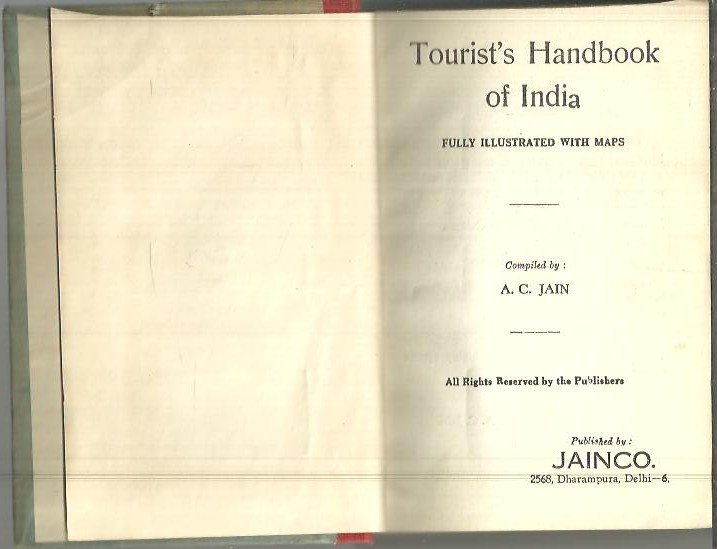 Tourist's Handbook
of India
FULLY ILLUSTRATED WITH MAPS
Compiled by :
A. C. JAIN
All Rights Reserved by the Publishers
Published by :
JAINCO.
2568, Dharampura, Delhi—6.